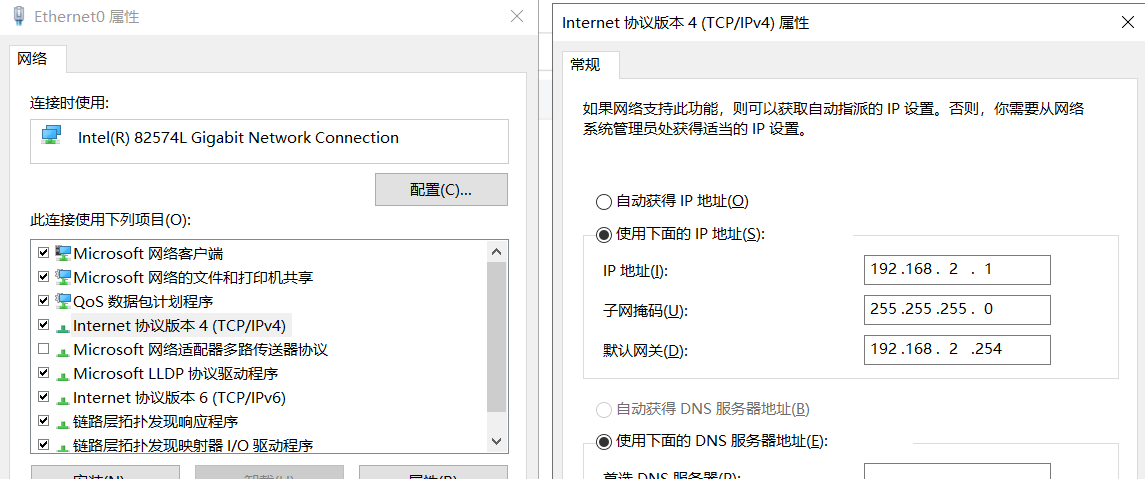 Ethernet0 属性
网络
连接时使用:
Intel(R) 82574L Gigabit Network Connection
配置(C)...
此连接使用下列项目(O):
Microsoft 网络客户端
Microsoft 网络的文件和打印机共享
QoS 数据包计划程序
Internet 协议版本 4 (TCP/IPv4)
Microsoft 网络适配器多路传送器协议
Microsoft LLDP 协议驱动程序
Internet 协议版本 6 (TCP/IPv6)
链路层拓扑发现响应程序
链路层拓扑发现映射器 I/O 驱动程序
安装(N)...
卸载(U)
属性(R)
Internet 协议版本 4 (TCP/IPv4) 属性
常规
如果网络支持此功能，则可以获取自动指派的 IP 设置。否则，你需要从网络
系统管理员处获得适当的 IP 设置。
自动获得 IP 地址(O)
使用下面的 IP 地址(S):
IP 地址(I):
192 .168 . 2 . 1
子网掩码(U):
255 .255 .255 . 0
默认网关(D):
192 .168 . 2 .254
自动获得 DNS 服务器地址(B)
使用下面的 DNS 服务器地址(E):
首选 DNS 服务器(P):